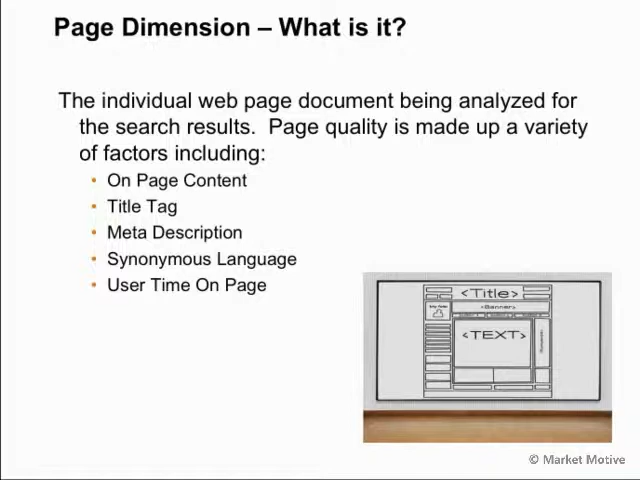 Page Dimension – What is it?
The individual web page document being analyzed for
the search results.  Page quality is made up a variety
of factors including:
• On Page Content
• Title Tag
• Meta Description
• Synonymous Language
• User Time On Page
<Title>
<Banner>
<TEXT>
© Market Motive